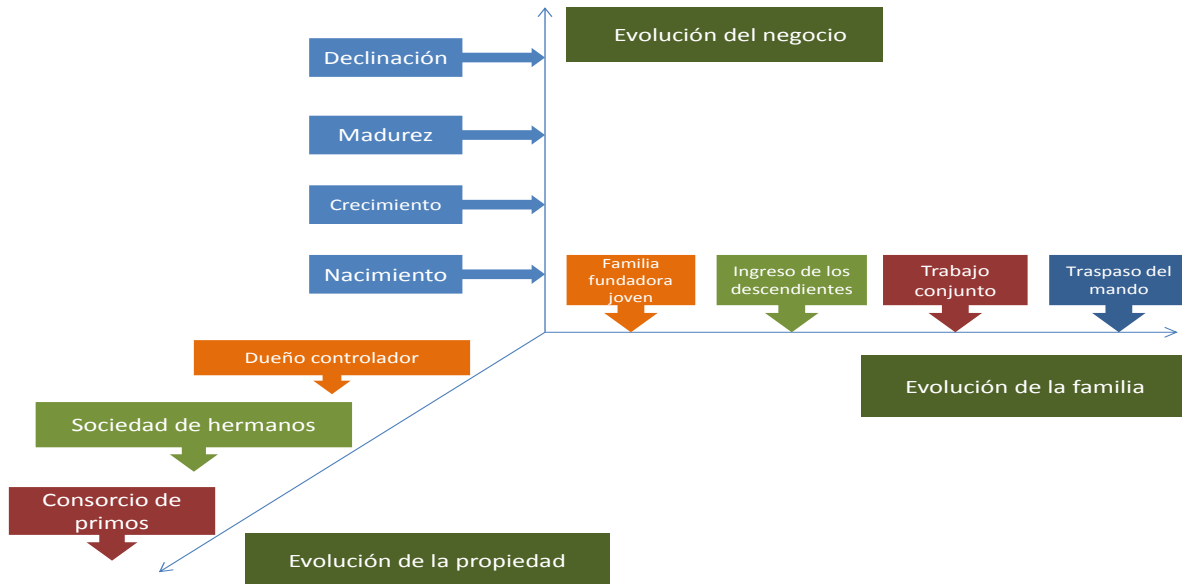 Evolución del negocio
Declinación
Madurez
Crecimiento
Nacimiento
Familia
fundadora
joven
Ingreso de los
descendientes
Trabajo
conjunto
Traspaso del
mando
Evolución de la familia
Dueño controlador
Sociedad de hermanos
Consorcio de
primos
Evolución de la propiedad